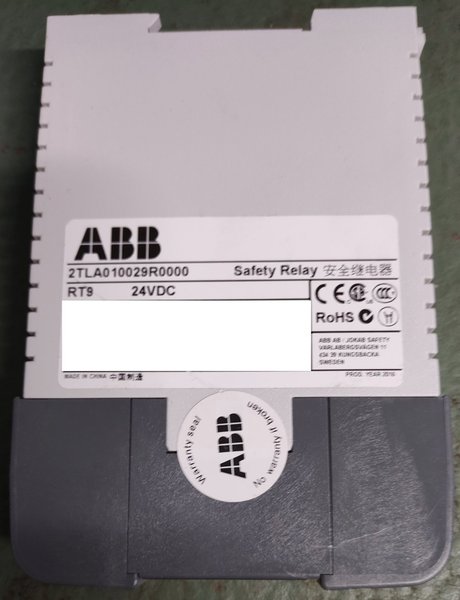 ABB
2TLA010029R0000 Safety Relay 安全继电器
RT9 24VDC
RoHS
ABB AB / JOKAB SAFETY
VARLABERGSVÄGEN 11
434 39 KUNGSBACKA
SWEDEN
MADE IN CHINA 中国制造
PROD. YEAR 2016
Warranty seal
ABB
No warranty if broken